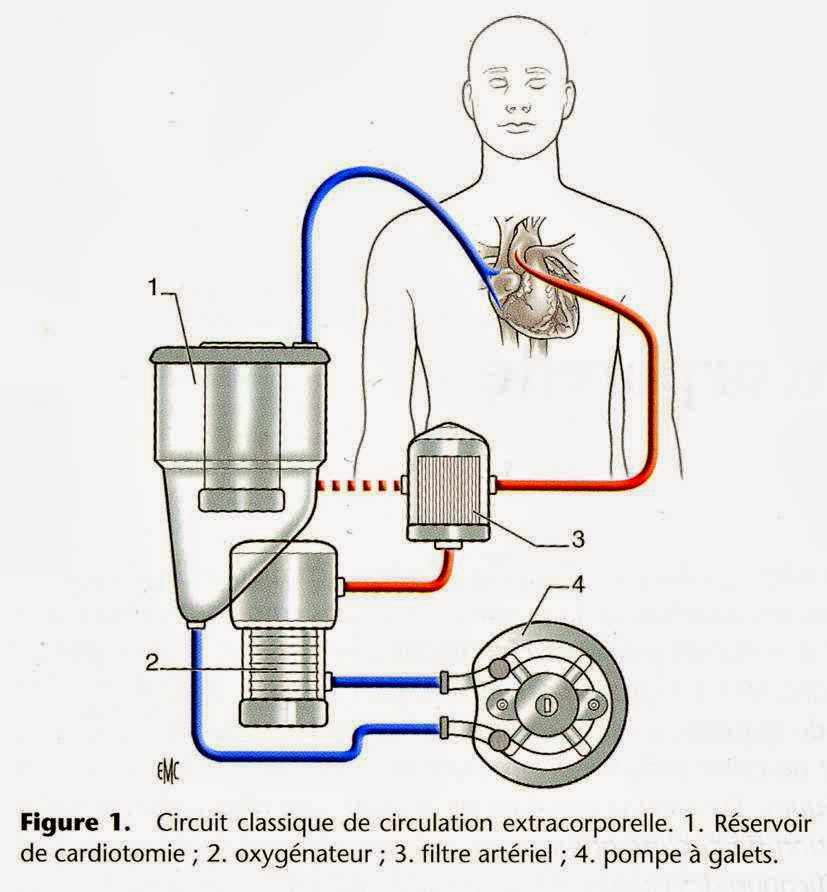 1
3
4
2
EMC
Figure 1. Circuit classique de circulation extracorporelle. 1. Réservoir
de cardiotomie ; 2. oxygénateur ; 3. filtre artériel ; 4. pompe à galets.